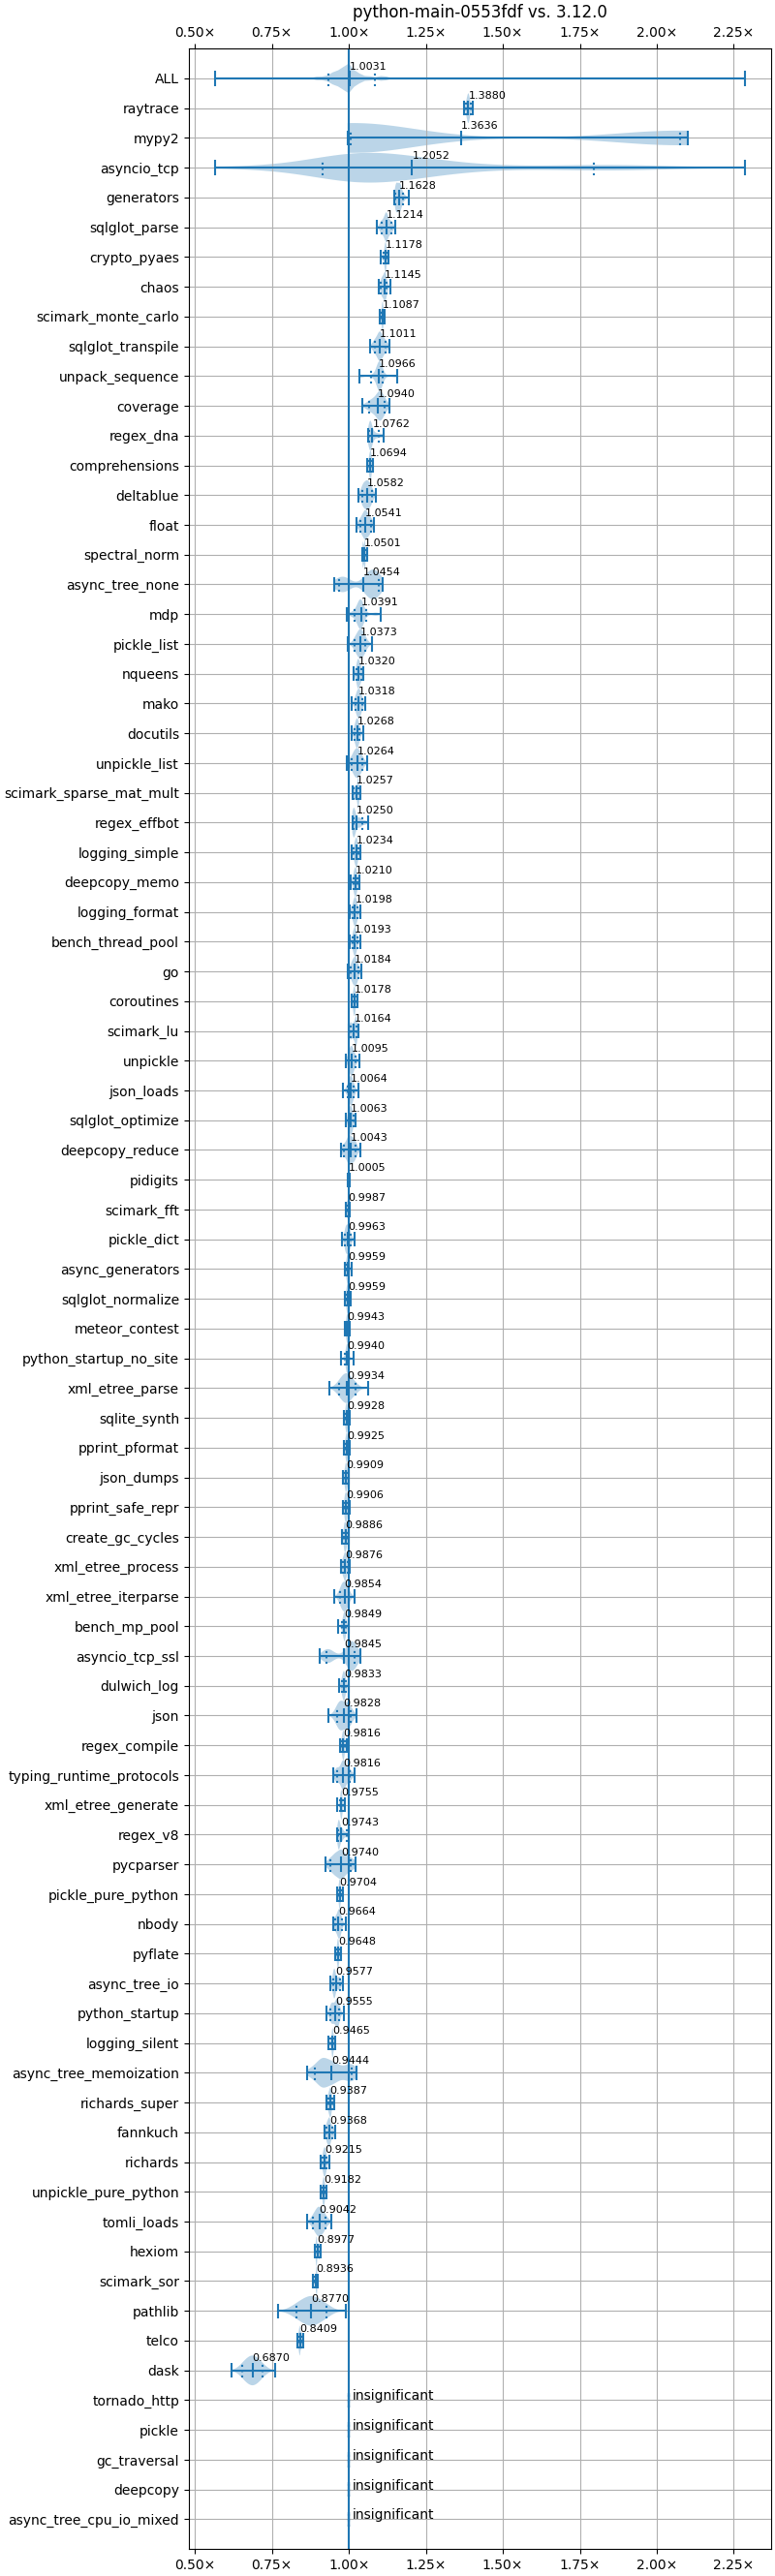 python-main-0553fdf vs. 3.12.0
0.50× 0.75× 1.00× 1.25× 1.50× 1.75× 2.00× 2.25×
ALL 1.0031
raytrace 1.3880
mypy2 1.3636
asyncio_tcp 1.2052
generators 1.1628
sqlglot_parse 1.1214
crypto_pyaes 1.1178
chaos 1.1145
scimark_monte_carlo 1.1087
sqlglot_transpile 1.1011
unpack_sequence 1.0966
coverage 1.0940
regex_dna 1.0762
comprehensions 1.0694
deltablue 1.0582
float 1.0541
spectral_norm 1.0501
async_tree_none 1.0454
mdp 1.0391
pickle_list 1.0373
nqueens 1.0320
mako 1.0318
docutils 1.0268
unpickle_list 1.0264
scimark_sparse_mat_mult 1.0257
regex_effbot 1.0250
logging_simple 1.0234
deepcopy_memo 1.0210
logging_format 1.0198
bench_thread_pool 1.0193
go 1.0184
coroutines 1.0178
scimark_lu 1.0164
unpickle 1.0095
json_loads 1.0064
sqlglot_optimize 1.0063
deepcopy_reduce 1.0043
pidigits 1.0005
scimark_fft 0.9987
pickle_dict 0.9963
async_generators 0.9959
sqlglot_normalize 0.9959
meteor_contest 0.9943
python_startup_no_site 0.9940
xml_etree_parse 0.9934
sqlite_synth 0.9928
pprint_pformat 0.9925
json_dumps 0.9909
pprint_safe_repr 0.9906
create_gc_cycles 0.9886
xml_etree_process 0.9876
xml_etree_iterparse 0.9854
bench_mp_pool 0.9849
asyncio_tcp_ssl 0.9845
dulwich_log 0.9833
json 0.9828
regex_compile 0.9816
typing_runtime_protocols 0.9816
xml_etree_generate 0.9755
regex_v8 0.9743
pycparser 0.9740
pickle_pure_python 0.9704
nbody 0.9664
pyflate 0.9648
async_tree_io 0.9577
python_startup 0.9555
logging_silent 0.9465
async_tree_memoization 0.9444
richards_super 0.9387
fannkuch 0.9368
richards 0.9215
unpickle_pure_python 0.9182
tomli_loads 0.9042
hexiom 0.8977
scimark_sor 0.8936
pathlib 0.8770
telco 0.8409
dask 0.6870
tornado_http insignificant
pickle insignificant
gc_traversal insignificant
deepcopy insignificant
async_tree_cpu_io_mixed insignificant
0.50× 0.75× 1.00× 1.25× 1.50× 1.75× 2.00× 2.25×